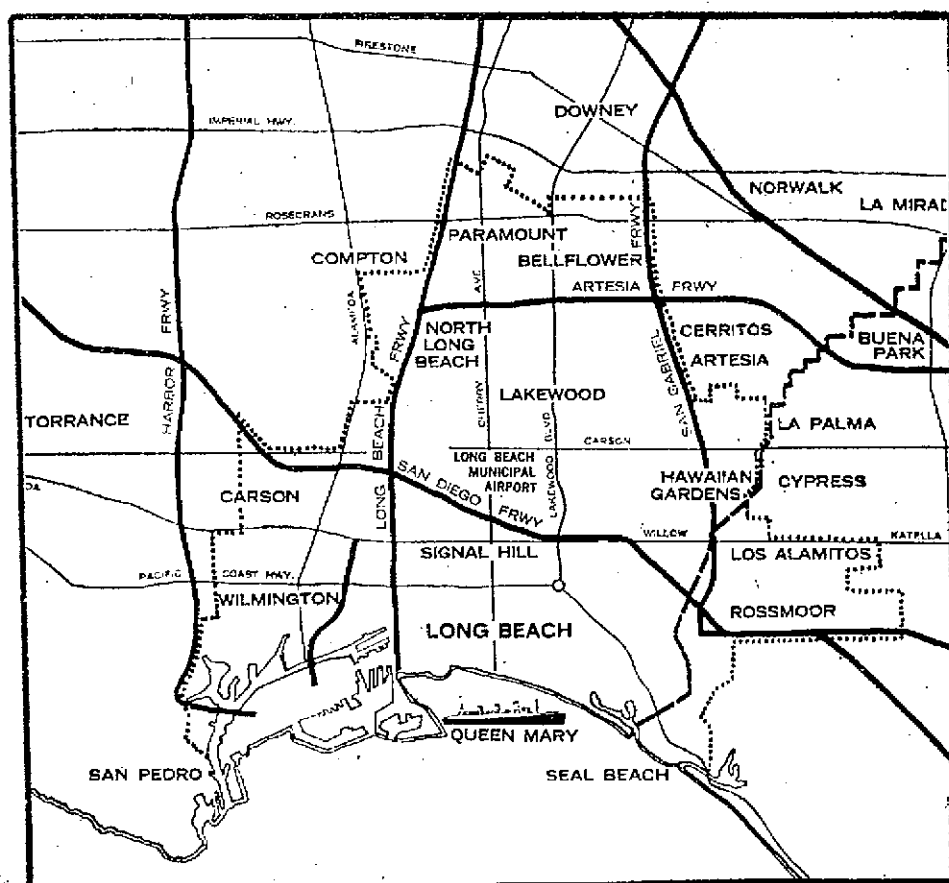 FIRESTONE
DOWNEY
IMPERIAL HWY.
NORWALK
LA MIRAD
ROSECRANS
PARAMOUNT
FRWY
COMPTON
BELLFLOWER
ARTESIA FRWY
AVE
ALAMEDA
FRWY
HARBOR FRWY
NORTH
LONG
BEACH
CERRITOS
ARTESIA
BUENA
PARK
SAN GABRIEL
LAKEWOOD
CHERRY
BLVD.
TORRANCE
LA PALMA
CARSON
LONG BEACH
LONG BEACH
MUNICIPAL
AIRPORT
LAKEWOOD
SAN DIEGO FRWY
HAWAIIAN
GARDENS
CYPRESS
CARSON
WILLOW
KATELLA
SIGNAL HILL
LOS ALAMITOS
PACIFIC COAST HWY.
WILMINGTON
ROSSMOOR
LONG BEACH
QUEEN MARY
SAN PEDRO
SEAL BEACH